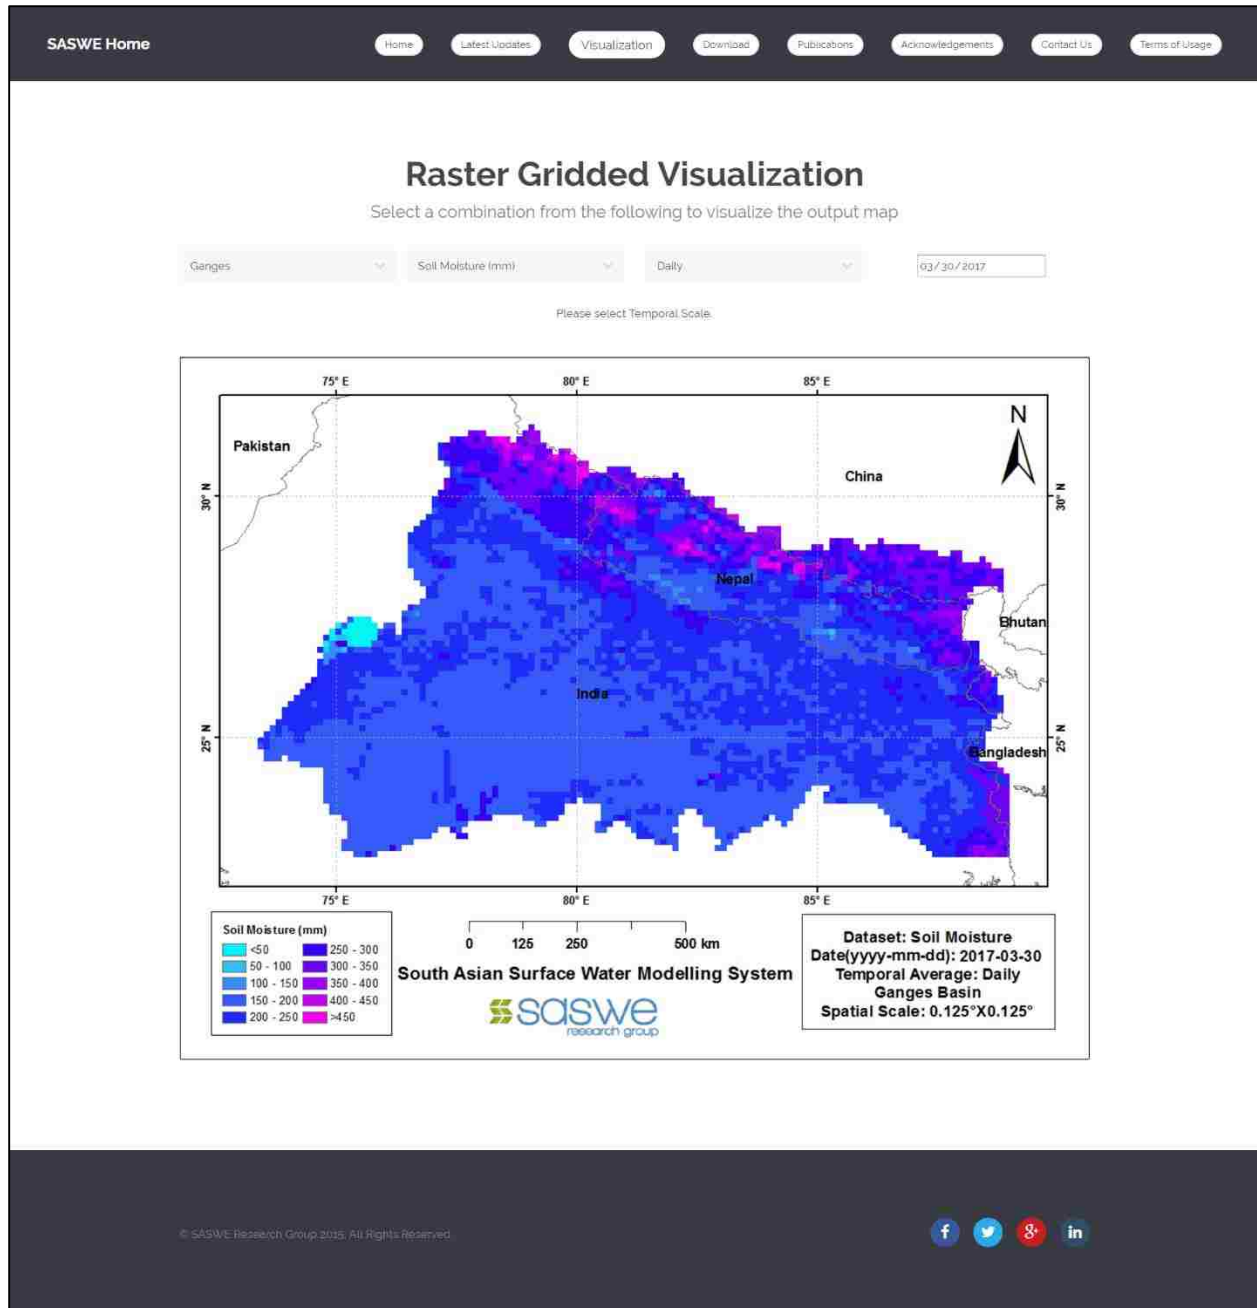 SASWE Home
Home
Latest Updates
Visualization
Download
Publications
Acknowledgements
Contact Us
Terms of Usage
Raster Gridded Visualization
Select a combination from the following to visualize the output map
Ganges
Soil Moisture (mm)
Daily
03/30/2017
Please select Temporal Scale.
75° E
80° E
85° E
N
Pakistan
China
30° N
30° N
Nepal
Bhutan
India
25° N
25° N
Bangladesh
75° E
80° E
85° E
Soil Moisture (mm)
<50
250 - 300
50 - 100
300 - 350
100 - 150
350 - 400
150 - 200
400 - 450
200 - 250
>450
0 125 250 500 km
South Asian Surface Water Modelling System
saswe
research group
Dataset: Soil Moisture
Date(yyyy-mm-dd): 2017-03-30
Temporal Average: Daily
Ganges Basin
Spatial Scale: 0.125°X0.125°
© SASWE Research Group 2015. All Rights Reserved.
f
8+
in